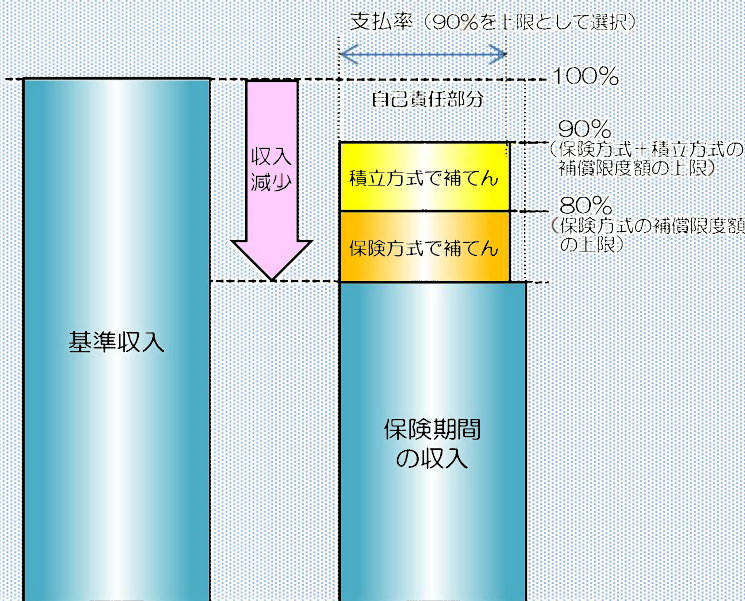 支払率（90%を上限として選択）
100%
自己責任部分
90%
（保険方式＋積立方式の
補償限度額の上限）
収入
減少
積立方式で補てん
80%
（保険方式の補償限度額
の上限）
保険方式で補てん
基準収入
保険期間
の収入